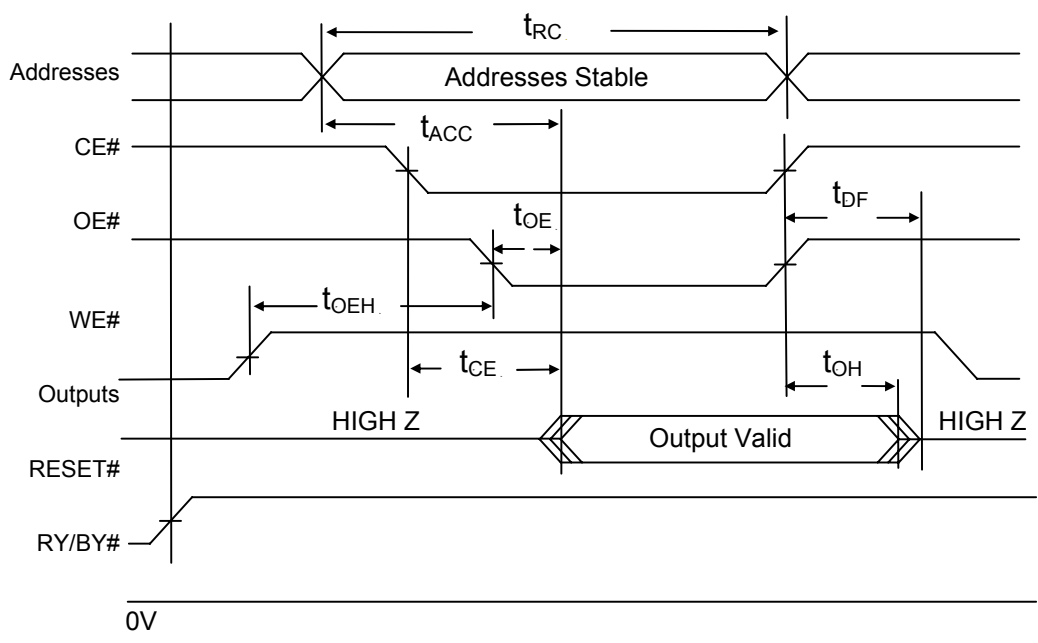 tRC
Addresses
Addresses Stable
tACC
CE#
OE#
tOE
tDF
tOEH
WE#
tCE
tOH
Outputs
HIGH Z
Output Valid
HIGH Z
RESET#
RY/BY#
0V